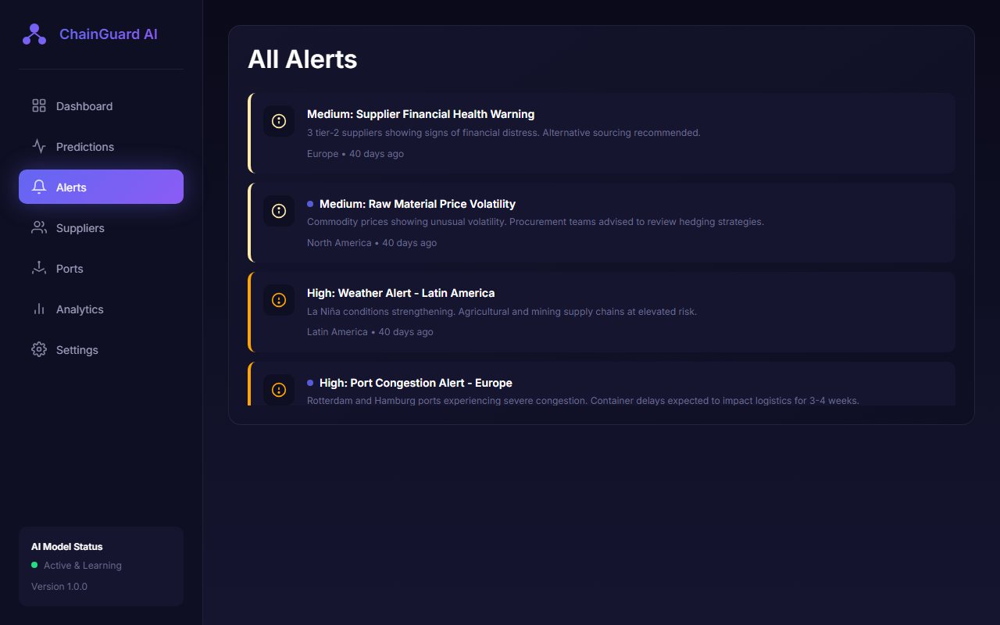 ChainGuard AI
Dashboard
Predictions
Alerts
Suppliers
Ports
Analytics
Settings
AI Model Status
Active & Learning
Version 1.0.0
All Alerts
Medium: Supplier Financial Health Warning
3 tier-2 suppliers showing signs of financial distress. Alternative sourcing recommended.
Europe • 40 days ago
Medium: Raw Material Price Volatility
Commodity prices showing unusual volatility. Procurement teams advised to review hedging strategies.
North America • 40 days ago
High: Weather Alert - Latin America
La Niña conditions strengthening. Agricultural and mining supply chains at elevated risk.
Latin America • 40 days ago
High: Port Congestion Alert - Europe
Rotterdam and Hamburg ports experiencing severe congestion. Container delays expected to impact logistics for 3-4 weeks.